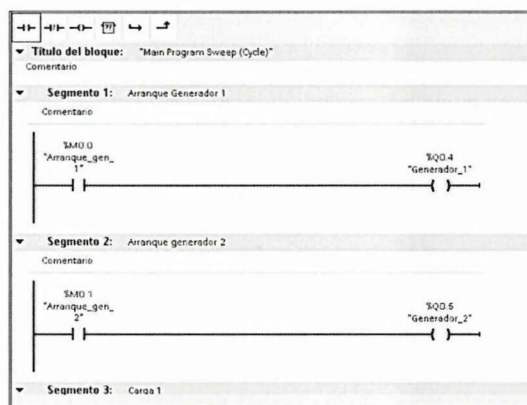 Título del bloque: "Main Program Sweep (Cycle)"
Comentario
Segmento 1: Arranque Generador 1
Comentario
%M0.0
"Arranque_gen_
1"
%Q0.4
"Generador_1"
Segmento 2: Arranque generador 2
Comentario
%M0.1
"Arranque_gen_
2"
%Q0.5
"Generador_2"
Segmento 3: Carga 1